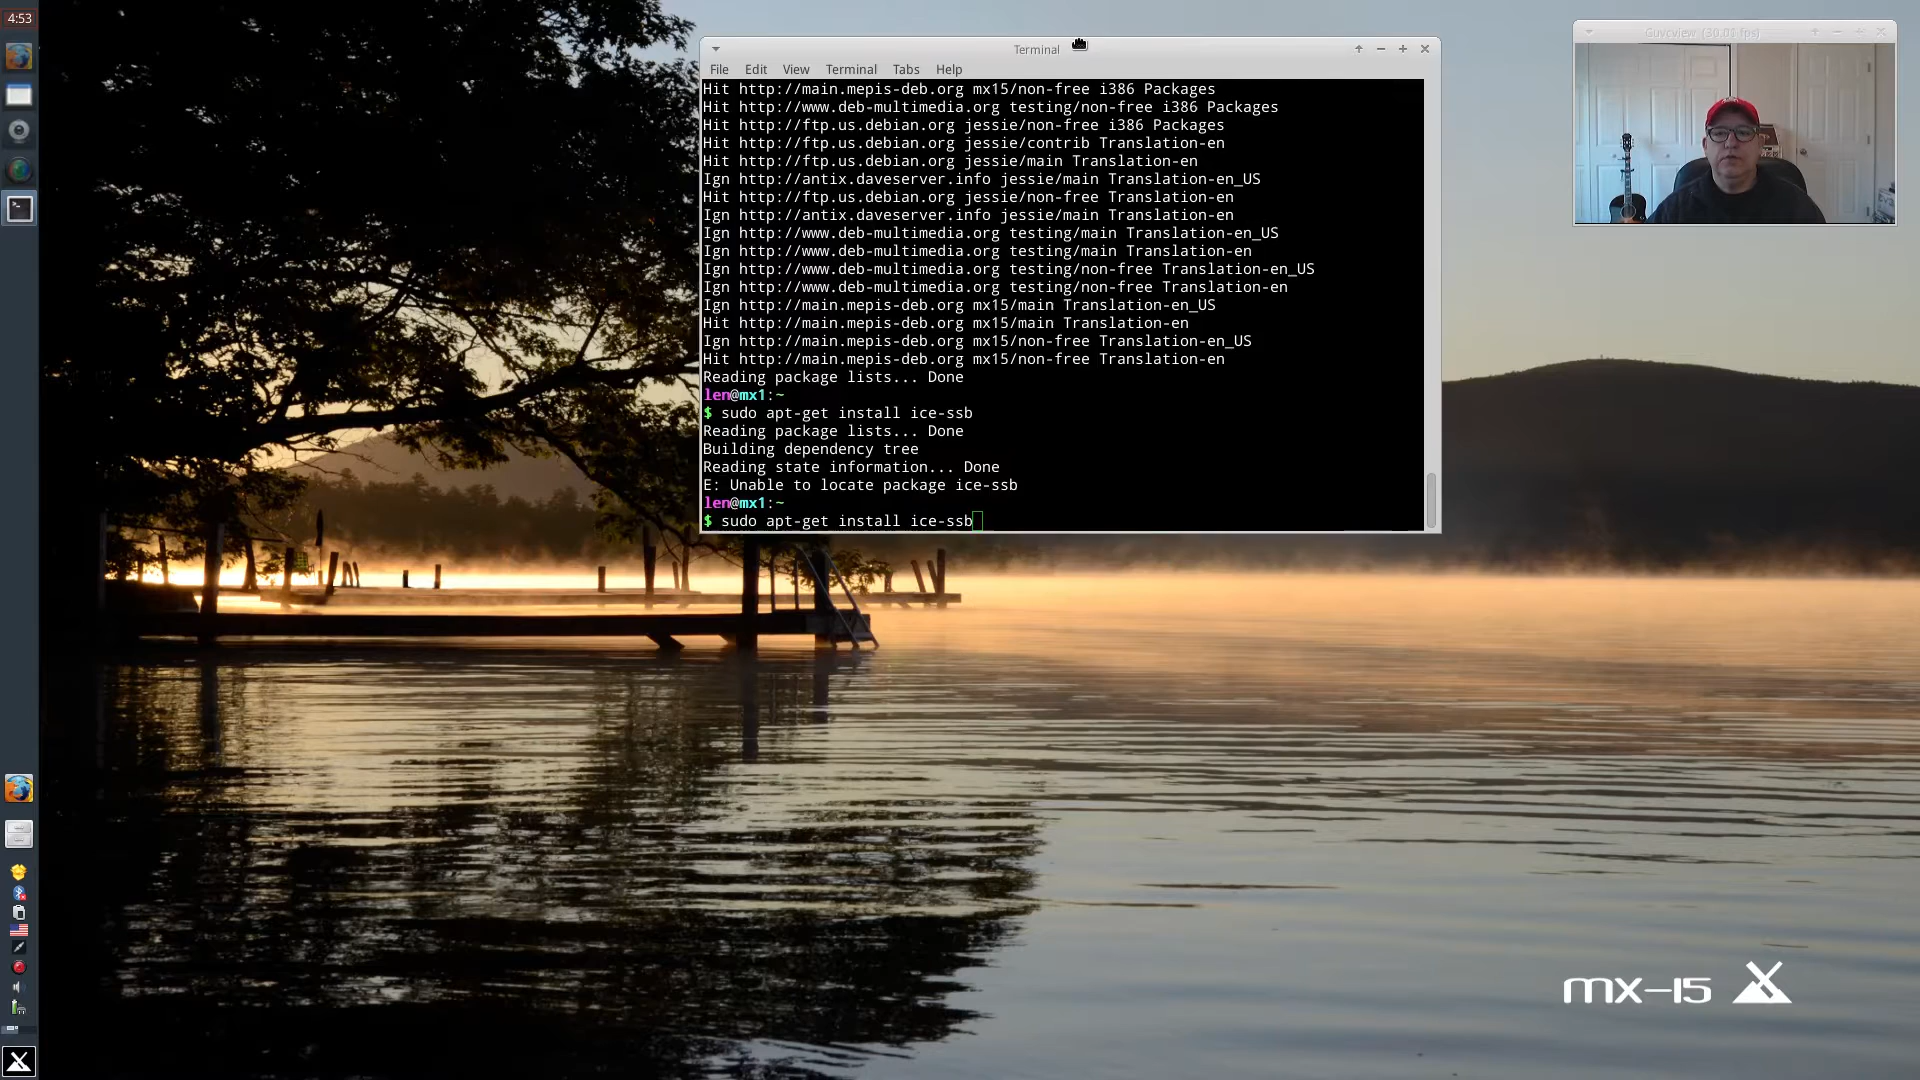 4:53
Terminal
File Edit View Terminal Tabs Help
Hit http://main.mepis-deb.org mx15/non-free i386 Packages
Hit http://www.deb-multimedia.org testing/non-free i386 Packages
Hit http://ftp.us.debian.org jessie/non-free i386 Packages
Hit http://ftp.us.debian.org jessie/contrib Translation-en
Hit http://ftp.us.debian.org jessie/main Translation-en
Ign http://antix.daveserver.info jessie/main Translation-en_US
Hit http://ftp.us.debian.org jessie/non-free Translation-en
Ign http://antix.daveserver.info jessie/main Translation-en
Ign http://www.deb-multimedia.org testing/main Translation-en_US
Ign http://www.deb-multimedia.org testing/main Translation-en
Ign http://www.deb-multimedia.org testing/non-free Translation-en_US
Ign http://www.deb-multimedia.org testing/non-free Translation-en
Ign http://main.mepis-deb.org mx15/main Translation-en_US
Hit http://main.mepis-deb.org mx15/main Translation-en
Ign http://main.mepis-deb.org mx15/non-free Translation-en_US
Hit http://main.mepis-deb.org mx15/non-free Translation-en
Reading package lists... Done
len@mx1:~
$ sudo apt-get install ice-ssb
Reading package lists... Done
Building dependency tree
Reading state information... Done
E: Unable to locate package ice-ssb
len@mx1:~
$ sudo apt-get install ice-ssb
Guvcview
mx-15